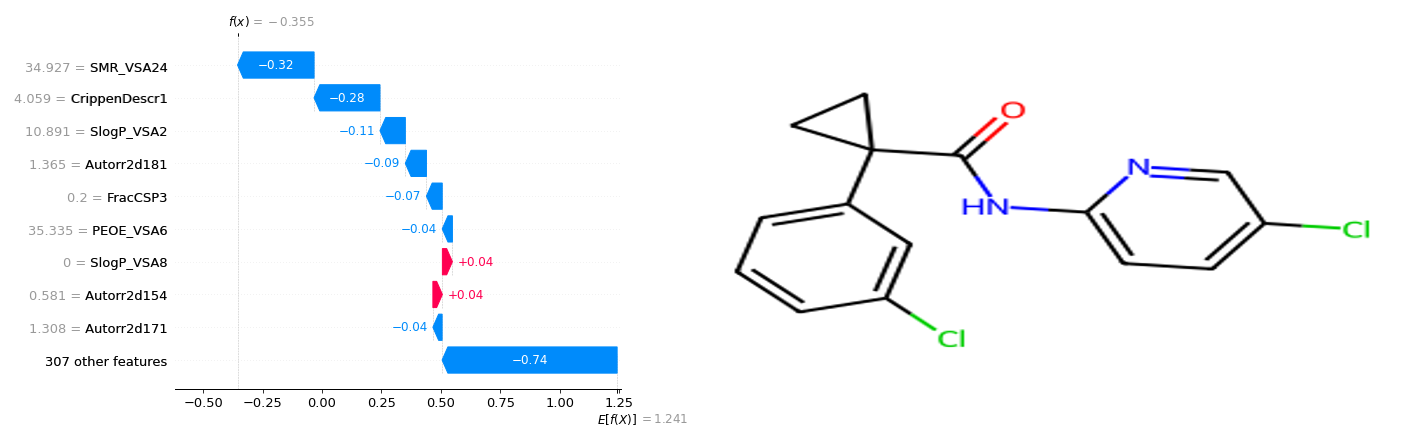 f(x) = −0.355
34.927 = SMR_VSA24
−0.32
4.059 = CrippenDescr1
−0.28
10.891 = SlogP_VSA2
−0.11
1.365 = Autorr2d181
−0.09
0.2 = FracCSP3
−0.07
35.335 = PEOE_VSA6
−0.04
0 = SlogP_VSA8
+0.04
0.581 = Autorr2d154
+0.04
1.308 = Autorr2d171
−0.04
307 other features
−0.74
−0.50 −0.25 0.00 0.25 0.50 0.75 1.00 1.25
E[f(X)] = 1.241
O
N
HN
Cl
Cl